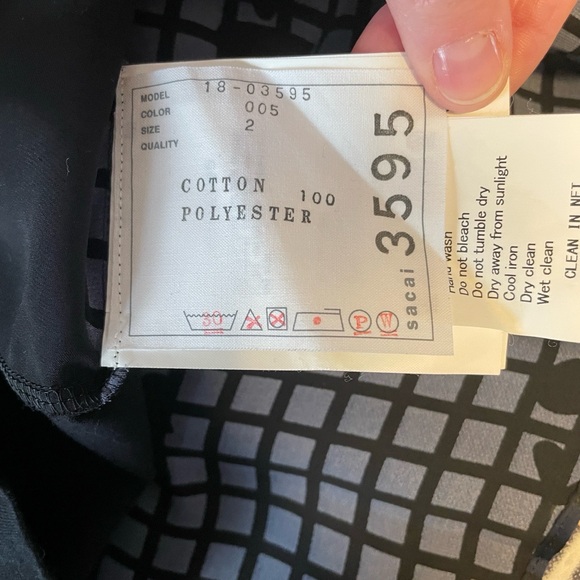 MODEL 18-03595
COLOR 005
SIZE 2
QUALITY
COTTON 100
POLYESTER
sacai 3595
30
P
W
Hand wash
Do not bleach
Do not tumble dry
Dry away from sunlight
Cool iron
Dry clean
Wet clean
CLEAN IN NET